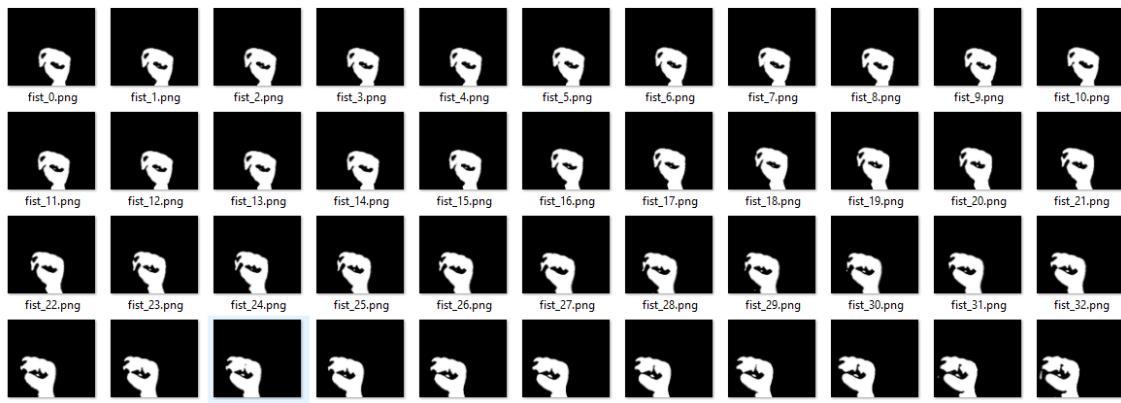 fist_0.png fist_1.png fist_2.png fist_3.png fist_4.png fist_5.png fist_6.png fist_7.png fist_8.png fist_9.png fist_10.png
fist_11.png fist_12.png fist_13.png fist_14.png fist_15.png fist_16.png fist_17.png fist_18.png fist_19.png fist_20.png fist_21.png
fist_22.png fist_23.png fist_24.png fist_25.png fist_26.png fist_27.png fist_28.png fist_29.png fist_30.png fist_31.png fist_32.png